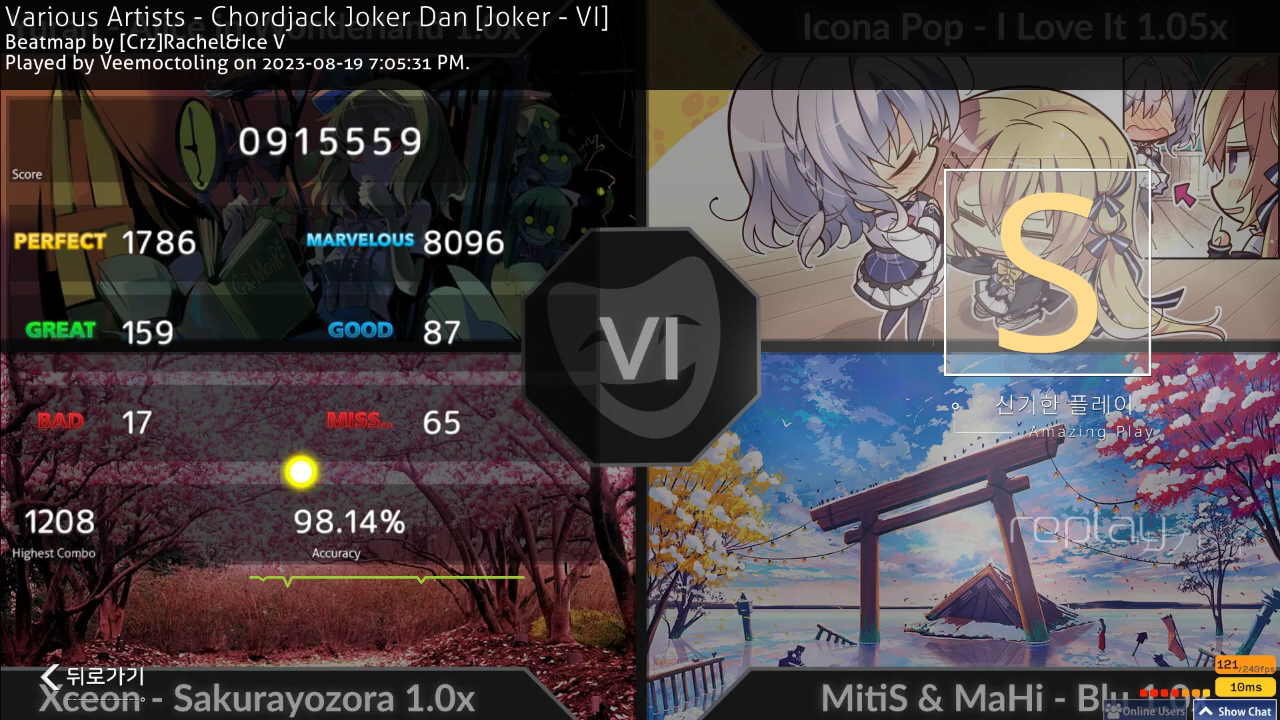 Various Artists - Chordjack Joker Dan [Joker - VI]
Beatmap by [Crz]Rachel&Ice V
Played by Veemoctoling on 2023-08-19 7:05:31 PM.
Icona Pop - I Love It 1.05x
0915559
Score
PERFECT 1786
MARVELOUS 8096
GREAT 159
GOOD 87
BAD 17
MISS... 65
1208
Highest Combo
98.14%
Accuracy
VI
S
신기한 플레이
Amazing Play
replay
뒤로가기
Xceon - Sakurayozora 1.0x
MitiS & MaHi - Blu 1.0x
121/240fps
10ms
Online Users
Show Chat